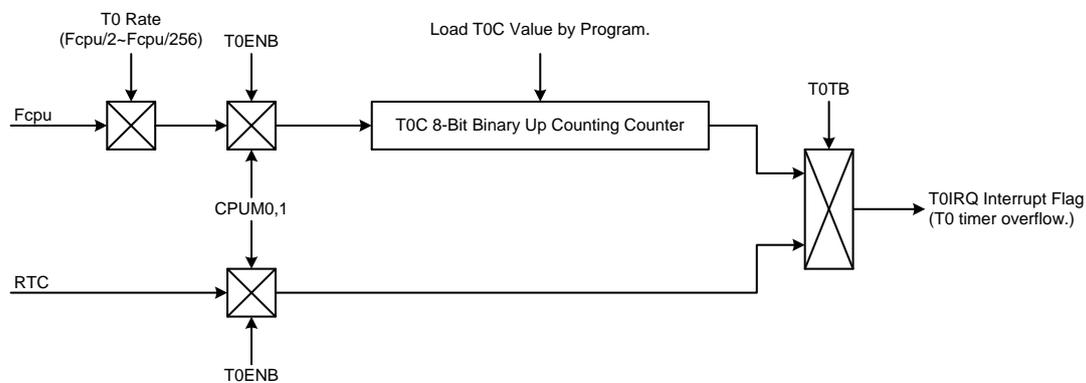 T0 Rate
(Fcpu/2~Fcpu/256)
T0ENB
Load T0C Value by Program.
Fcpu
T0C 8-Bit Binary Up Counting Counter
T0TB
CPUM0,1
T0IRQ Interrupt Flag
(T0 timer overflow.)
RTC
T0ENB